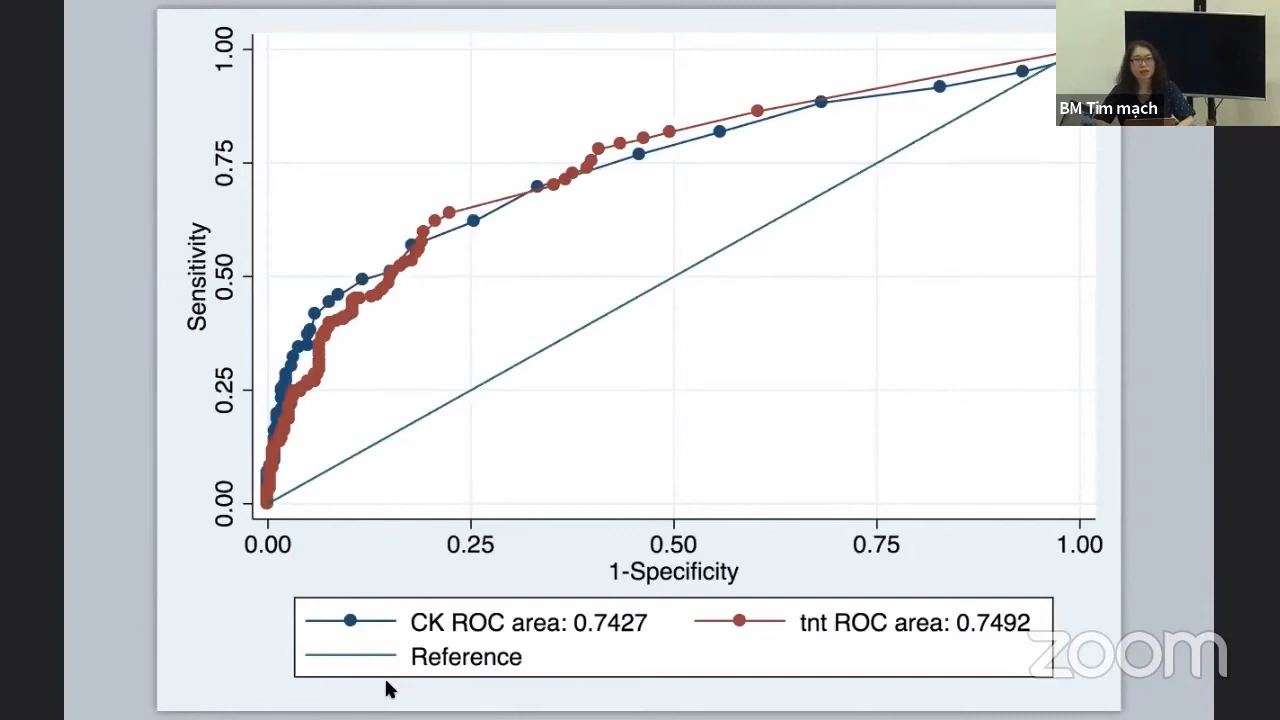 BM Tim mạch
1.00
0.75
0.50
0.25
0.00
Sensitivity
0.00 0.25 0.50 0.75 1.00
1-Specificity
CK ROC area: 0.7427 tnt ROC area: 0.7492
Reference
zoom